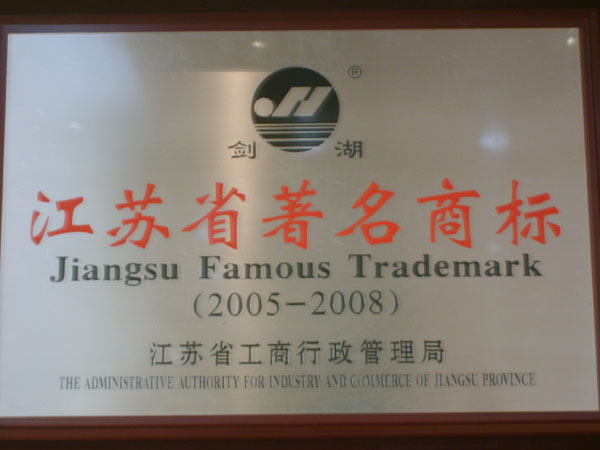 ®
剑 湖
江苏省著名商标
Jiangsu Famous Trademark
(2005-2008)
江苏省工商行政管理局
THE ADMINISTRATIVE AUTHORITY FOR INDUSTRY AND COMMERCE OF JIANGSU PROVINCE